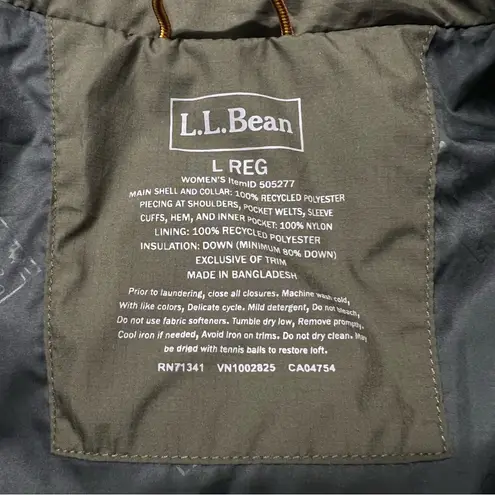 L.L.Bean
L REG
WOMEN'S ItemID 505277
MAIN SHELL AND COLLAR: 100% RECYCLED POLYESTER
PIECING AT SHOULDERS, POCKET WELTS, SLEEVE
CUFFS, HEM, AND INNER POCKET: 100% NYLON
LINING: 100% RECYCLED POLYESTER
INSULATION: DOWN (MINIMUM 80% DOWN)
EXCLUSIVE OF TRIM
MADE IN BANGLADESH
Prior to laundering, close all closures. Machine wash cold,
With like colors, Delicate cycle. Mild detergent, Do not bleach,
Do not use fabric softeners. Tumble dry low, Remove promptly.
Cool iron if needed, Avoid iron on trims. Do not dry clean. May
be dried with tennis balls to restore loft.
RN71341 VN1002825 CA04754